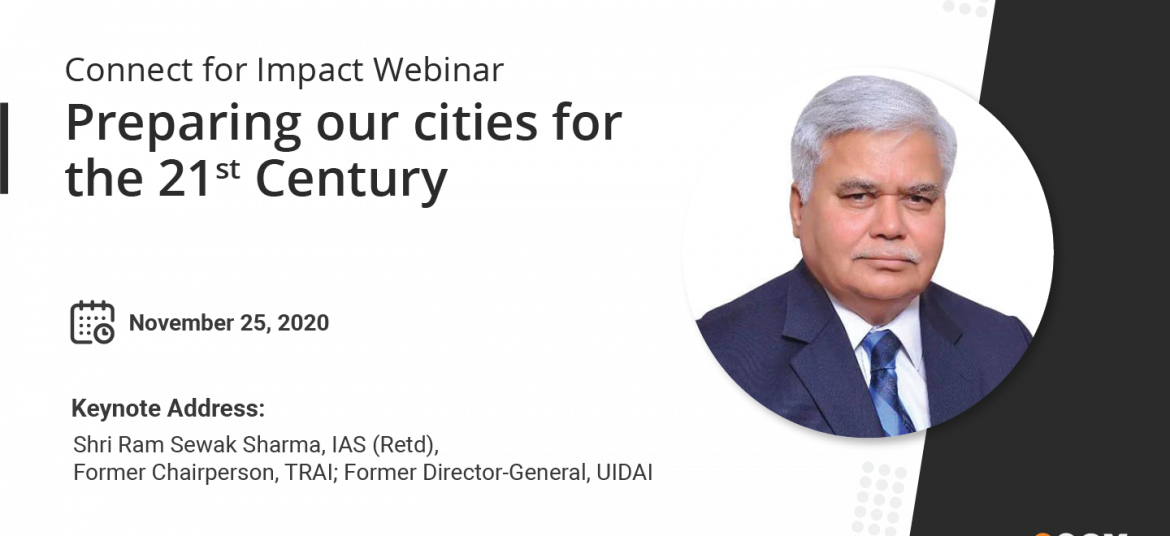 Connect for Impact Webinar
Preparing our cities for
the 21st Century
November 25, 2020
Keynote Address:
Shri Ram Sewak Sharma, IAS (Retd),
Former Chairperson, TRAI; Former Director-General, UIDAI